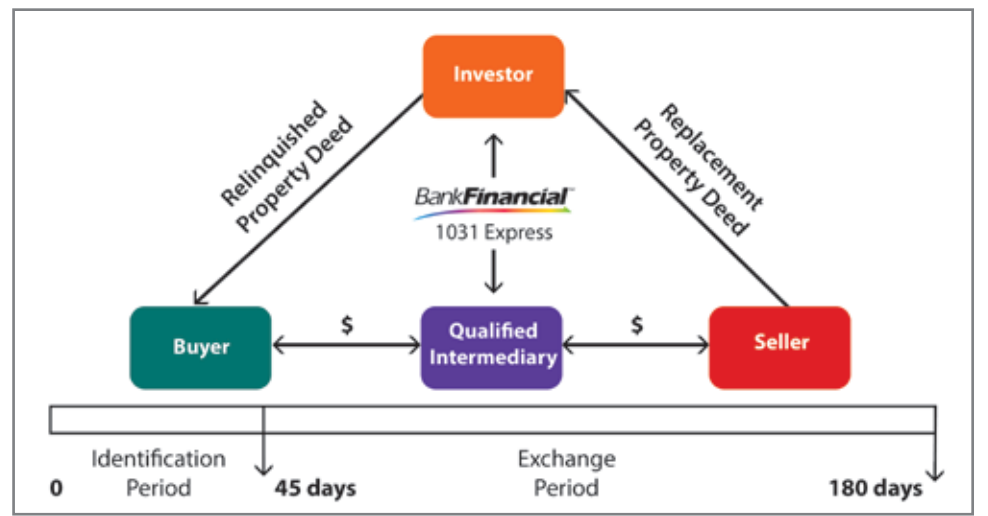 Investor
Relinquished
Property Deed
Replacement
Property Deed
BankFinancial™
1031 Express
Buyer
$
Qualified
Intermediary
$
Seller
Identification
Period
Exchange
Period
0
45 days
180 days